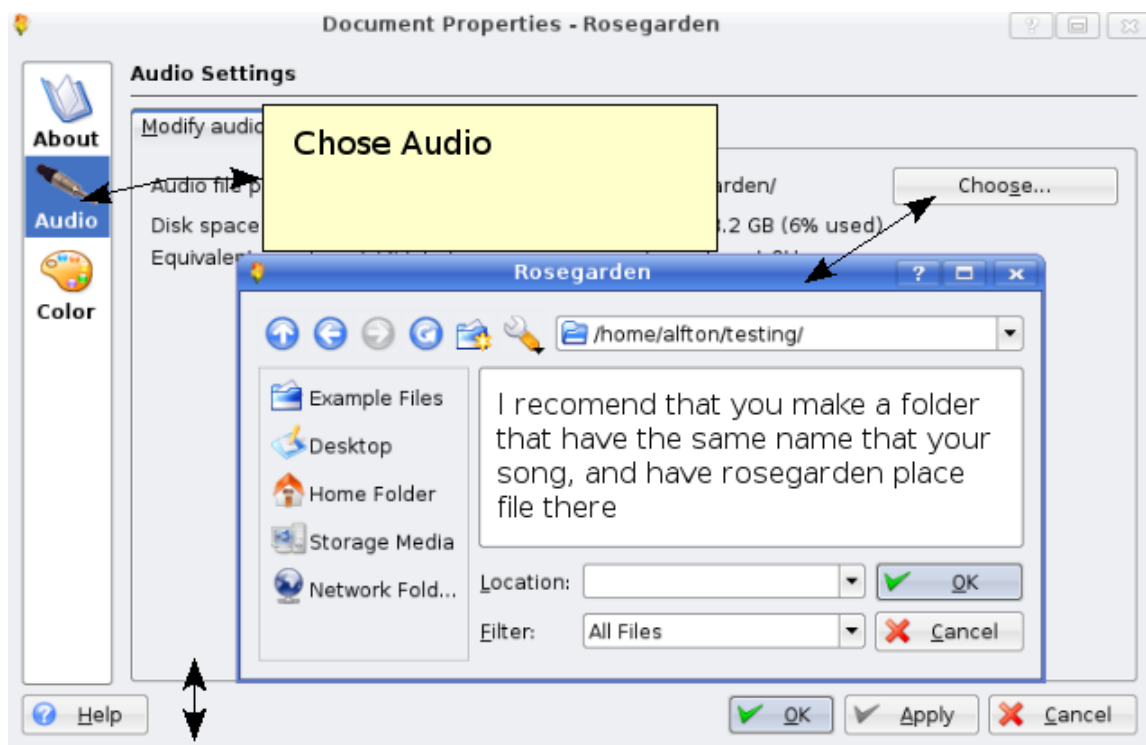 Document Properties - Rosegarden
About
Audio
Color
Audio Settings
Modify audio
Chose Audio
Audio file p
arden/
Choose...
Disk space
.2 GB (6% used)
Rosegarden
/home/alfton/testing/
Example Files
Desktop
Home Folder
Storage Media
Network Fold...
I recomend that you make a folder
that have the same name that your
song, and have rosegarden place
file there
Location:
OK
Filter:
All Files
Cancel
Help
OK
Apply
Cancel